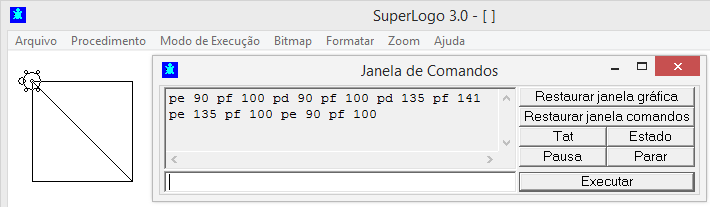 SuperLogo 3.0 - [ ]
Arquivo Procedimento Modo de Execução Bitmap Formatar Zoom Ajuda
Janela de Comandos
pe 90 pf 100 pd 90 pf 100 pd 135 pf 141
pe 135 pf 100 pe 90 pf 100
Restaurar janela gráfica
Restaurar janela comandos
Tat Estado
Pausa Parar
Executar